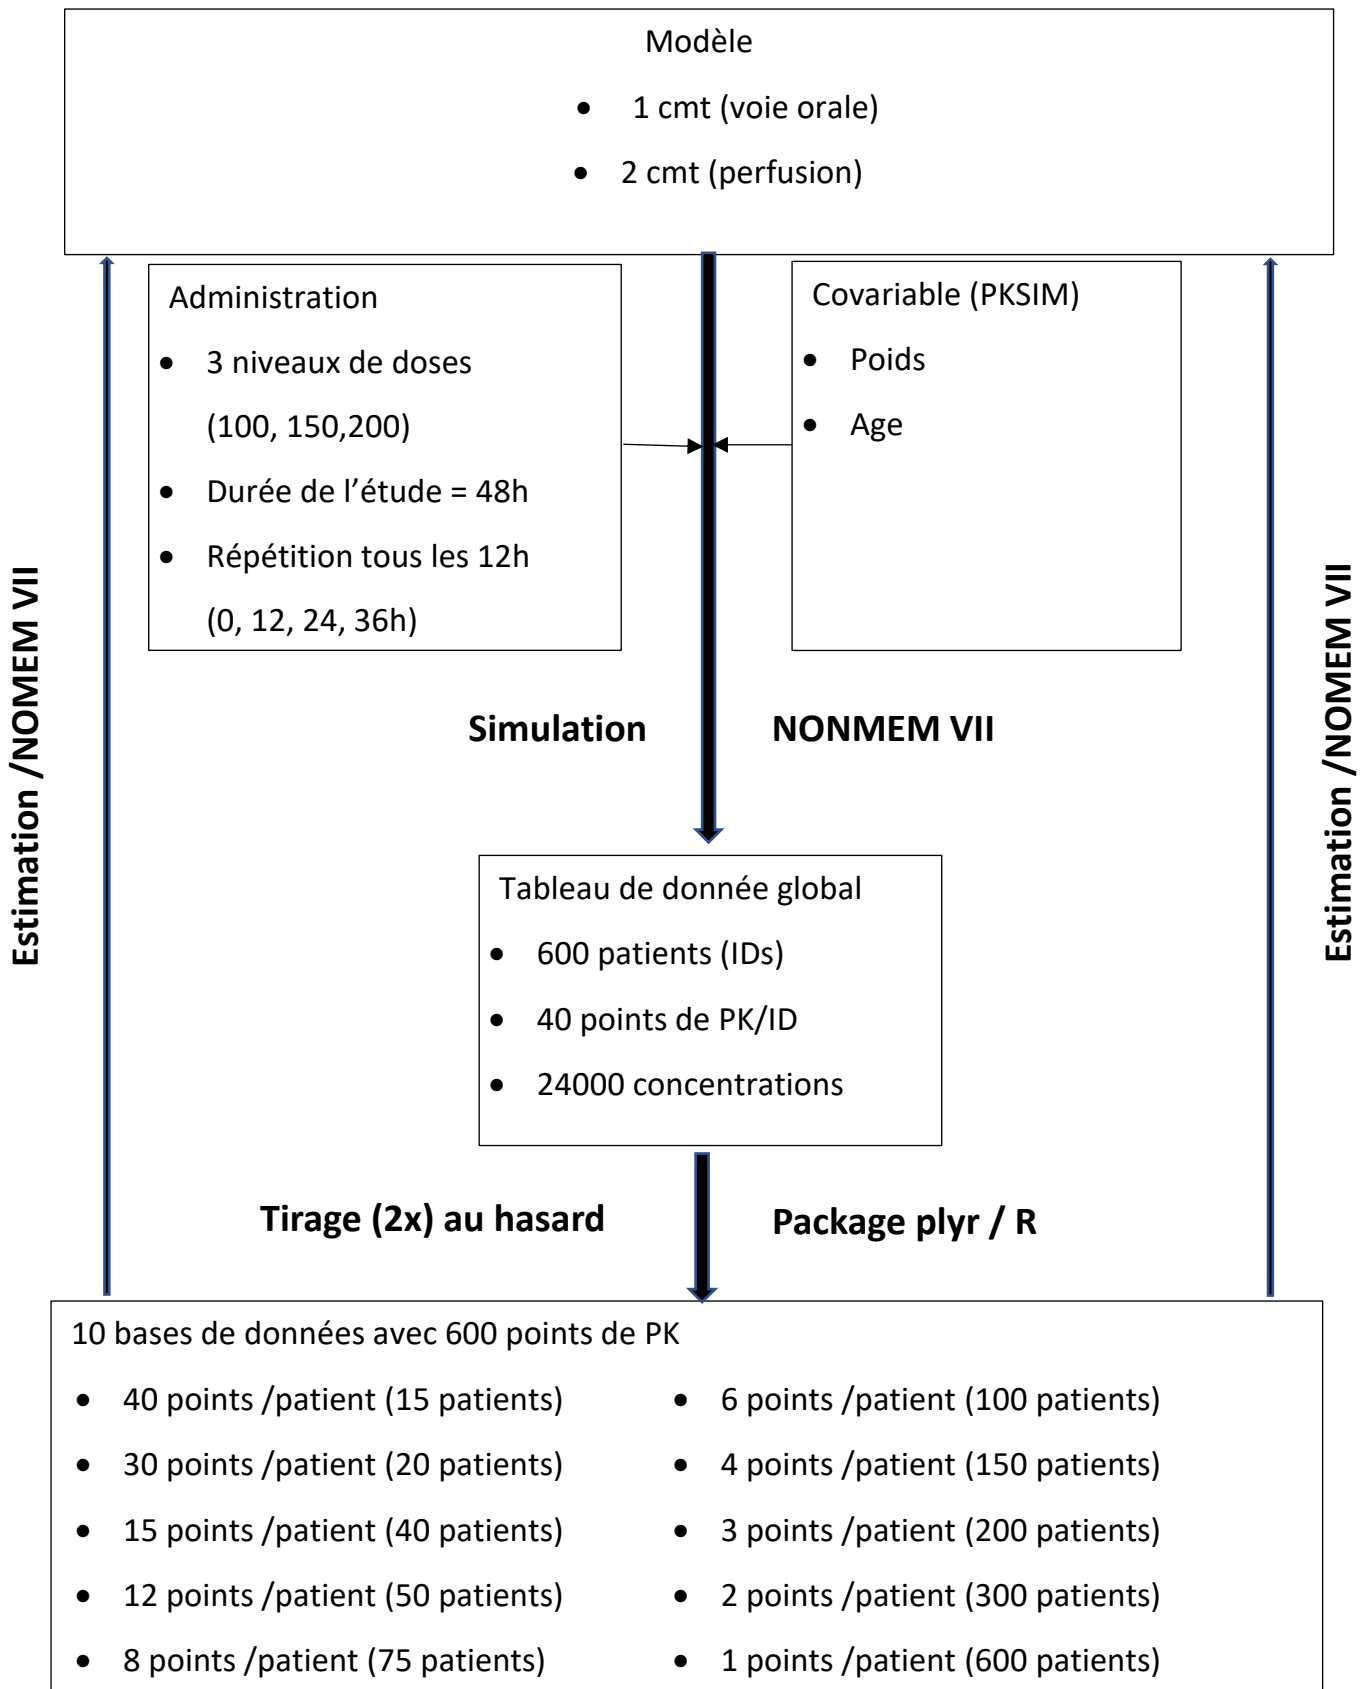 Modèle
• 1 cmt (voie orale)
• 2 cmt (perfusion)
Administration
• 3 niveaux de doses
(100, 150,200)
• Durée de l’étude = 48h
• Répétition tous les 12h
(0, 12, 24, 36h)
Covariable (PKSIM)
• Poids
• Age
Estimation /NOMEM VII
Estimation /NOMEM VII
Simulation
NONMEM VII
Tableau de donnée global
• 600 patients (IDs)
• 40 points de PK/ID
• 24000 concentrations
Tirage (2x) au hasard
Package plyr / R
10 bases de données avec 600 points de PK
• 40 points /patient (15 patients)
• 30 points /patient (20 patients)
• 15 points /patient (40 patients)
• 12 points /patient (50 patients)
• 8 points /patient (75 patients)
• 6 points /patient (100 patients)
• 4 points /patient (150 patients)
• 3 points /patient (200 patients)
• 2 points /patient (300 patients)
• 1 points /patient (600 patients)